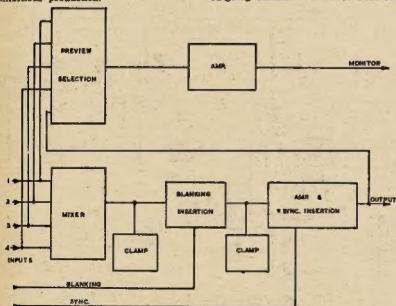 PREVIEW
SELECTION
AMP.
MONITOR
1
2
3
4
INPUTS
MIXER
CLAMP
BLANKING
INSERTION
CLAMP
AMP. &
SYNC. INSERTION
OUTPUT
BLANKING
SYNC.